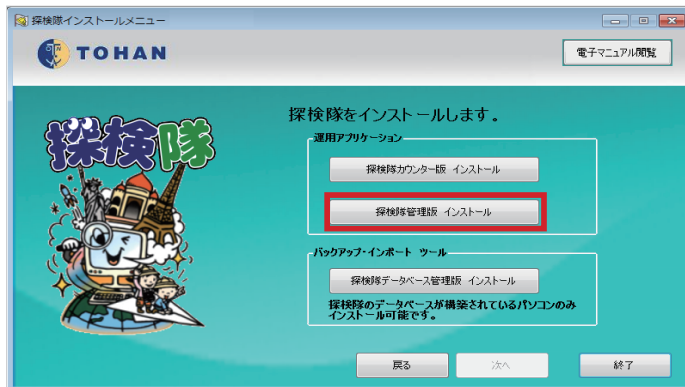 探検隊インストールメニュー
TOHAN
電子マニュアル閲覧
探検隊
探検隊をインストールします。
運用アプリケーション
探検隊カウンター版 インストール
探検隊管理版 インストール
バックアップ・インポート ツール
探検隊データベース管理版 インストール
探検隊のデータベースが構築されているパソコンのみ
インストール可能です。
戻る
次へ
終了